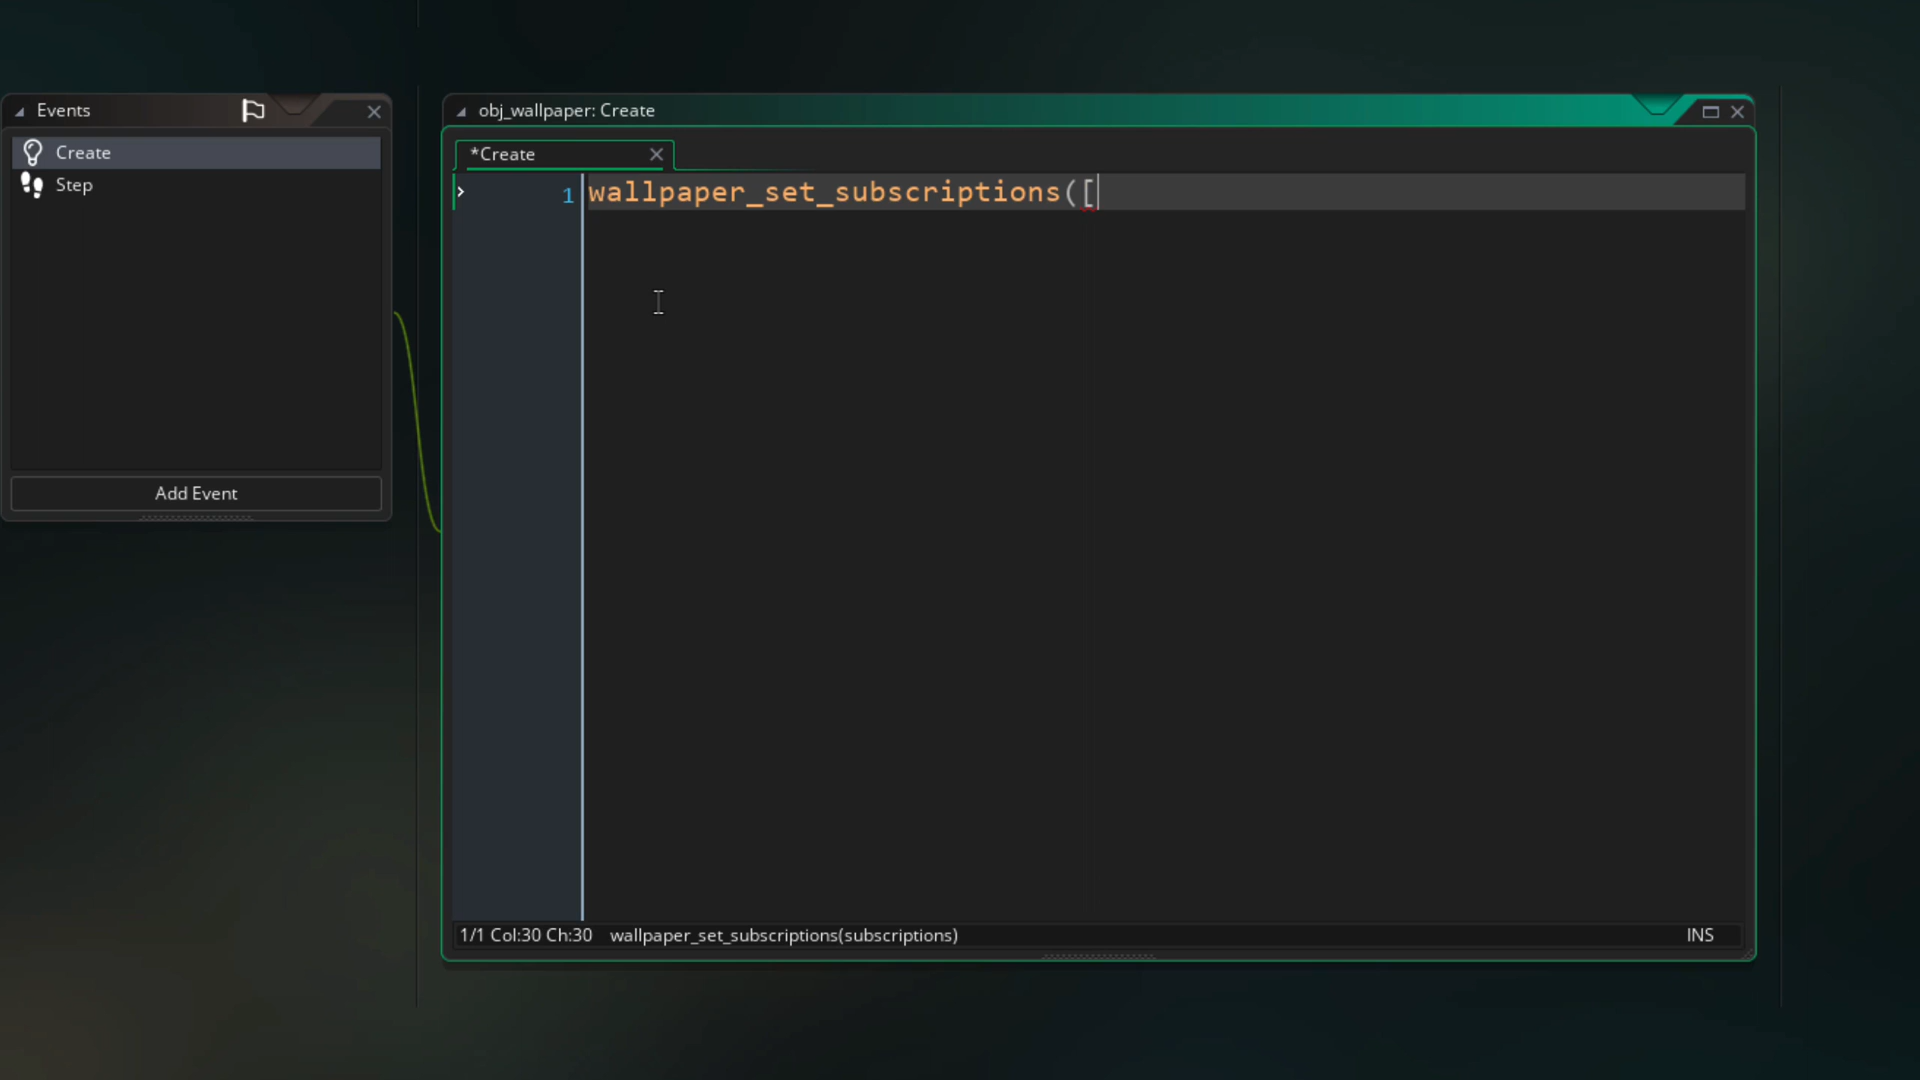 Events
Create
Step
Add Event
obj_wallpaper: Create
*Create
1
wallpaper_set_subscriptions([
1/1 Col:30 Ch:30
wallpaper_set_subscriptions(subscriptions)
INS